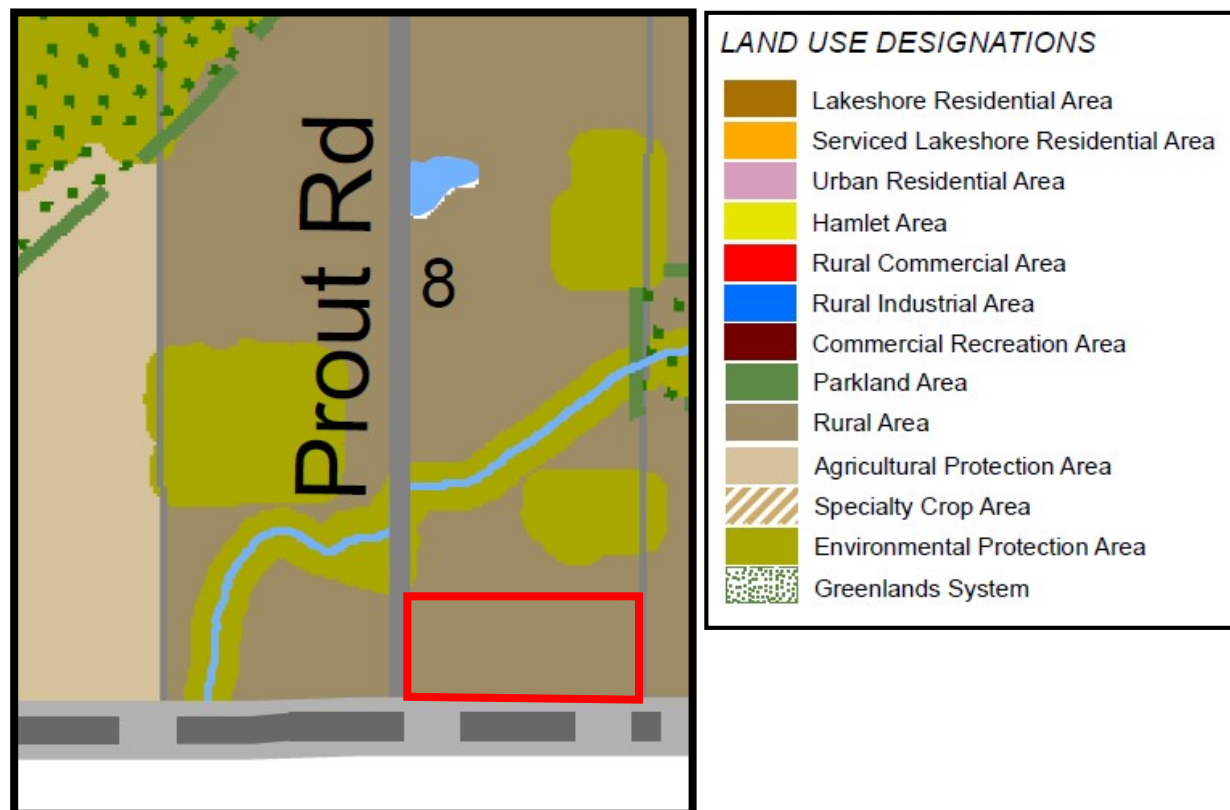 Prout Rd
8
LAND USE DESIGNATIONS
Lakeshore Residential Area
Serviced Lakeshore Residential Area
Urban Residential Area
Hamlet Area
Rural Commercial Area
Rural Industrial Area
Commercial Recreation Area
Parkland Area
Rural Area
Agricultural Protection Area
Specialty Crop Area
Environmental Protection Area
Greenlands System